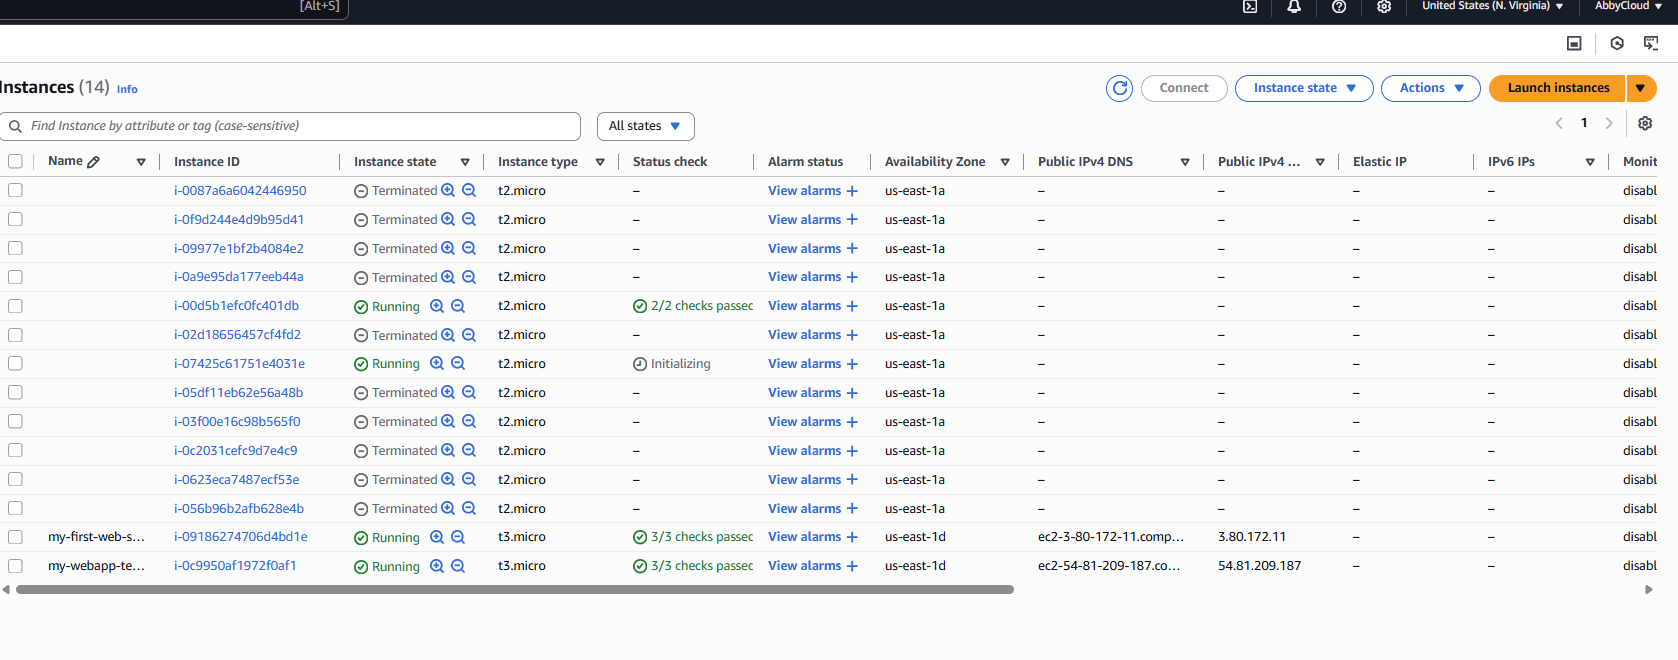 [Alt+S] United States (N. Virginia) AbbyCloud
Instances (14) Info Connect Instance state Actions Launch instances
Find Instance by attribute or tag (case-sensitive) All states 1
Name Instance ID Instance state Instance type Status check Alarm status Availability Zone Public IPv4 DNS Public IPv4 ... Elastic IP IPv6 IPs Monit
i-0087a6a6042446950 Terminated t2.micro – View alarms + us-east-1a – – – – disabl
i-0f9d244e4d9b95d41 Terminated t2.micro – View alarms + us-east-1a – – – – disabl
i-09977e1bf2b4084e2 Terminated t2.micro – View alarms + us-east-1a – – – – disabl
i-0a9e95da177eeb44a Terminated t2.micro – View alarms + us-east-1a – – – – disabl
i-00d5b1efc0fc401db Running t2.micro 2/2 checks passed View alarms + us-east-1a – – – – disabl
i-02d18656457cf4fd2 Terminated t2.micro – View alarms + us-east-1a – – – – disabl
i-07425c61751e4031e Running t2.micro Initializing View alarms + us-east-1a – – – – disabl
i-05df11eb62e56a48b Terminated t2.micro – View alarms + us-east-1a – – – – disabl
i-03f00e16c98b565f0 Terminated t2.micro – View alarms + us-east-1a – – – – disabl
i-0c2031cefc9d7e4c9 Terminated t2.micro – View alarms + us-east-1a – – – – disabl
i-0623eca7487ecf53e Terminated t2.micro – View alarms + us-east-1a – – – – disabl
i-056b96b2afb628e4b Terminated t2.micro – View alarms + us-east-1a – – – – disabl
my-first-web-s... i-09186274706d4bd1e Running t3.micro 3/3 checks passed View alarms + us-east-1d ec2-3-80-172-11.comp... 3.80.172.11 – – disabl
my-webapp-te... i-0c9950af1972f0af1 Running t3.micro 3/3 checks passed View alarms + us-east-1d ec2-54-81-209-187.co... 54.81.209.187 – – disabl